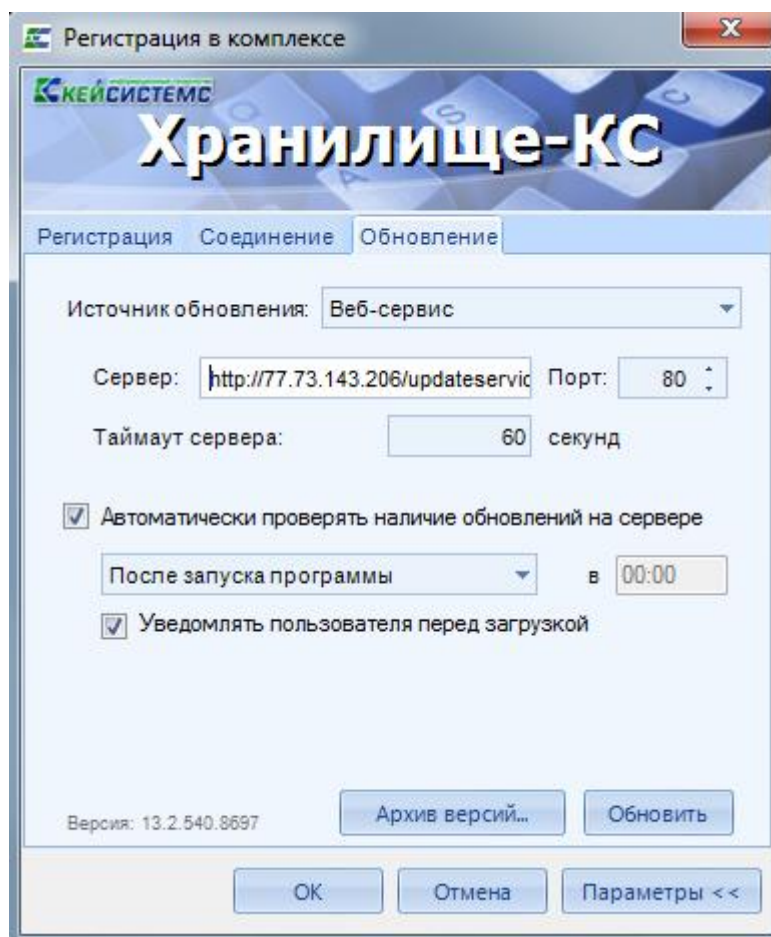 Регистрация в комплексе
КЕЙСИСТЕМС
Хранилище-КС
Регистрация Соединение Обновление
Источник обновления: Веб-сервис
Сервер: http://77.73.143.206/updateservic Порт: 80
Таймаут сервера: 60 секунд
Автоматически проверять наличие обновлений на сервере
После запуска программы в 00:00
Уведомлять пользователя перед загрузкой
Версия: 13.2.540.8697 Архив версий... Обновить
ОК Отмена Параметры <<